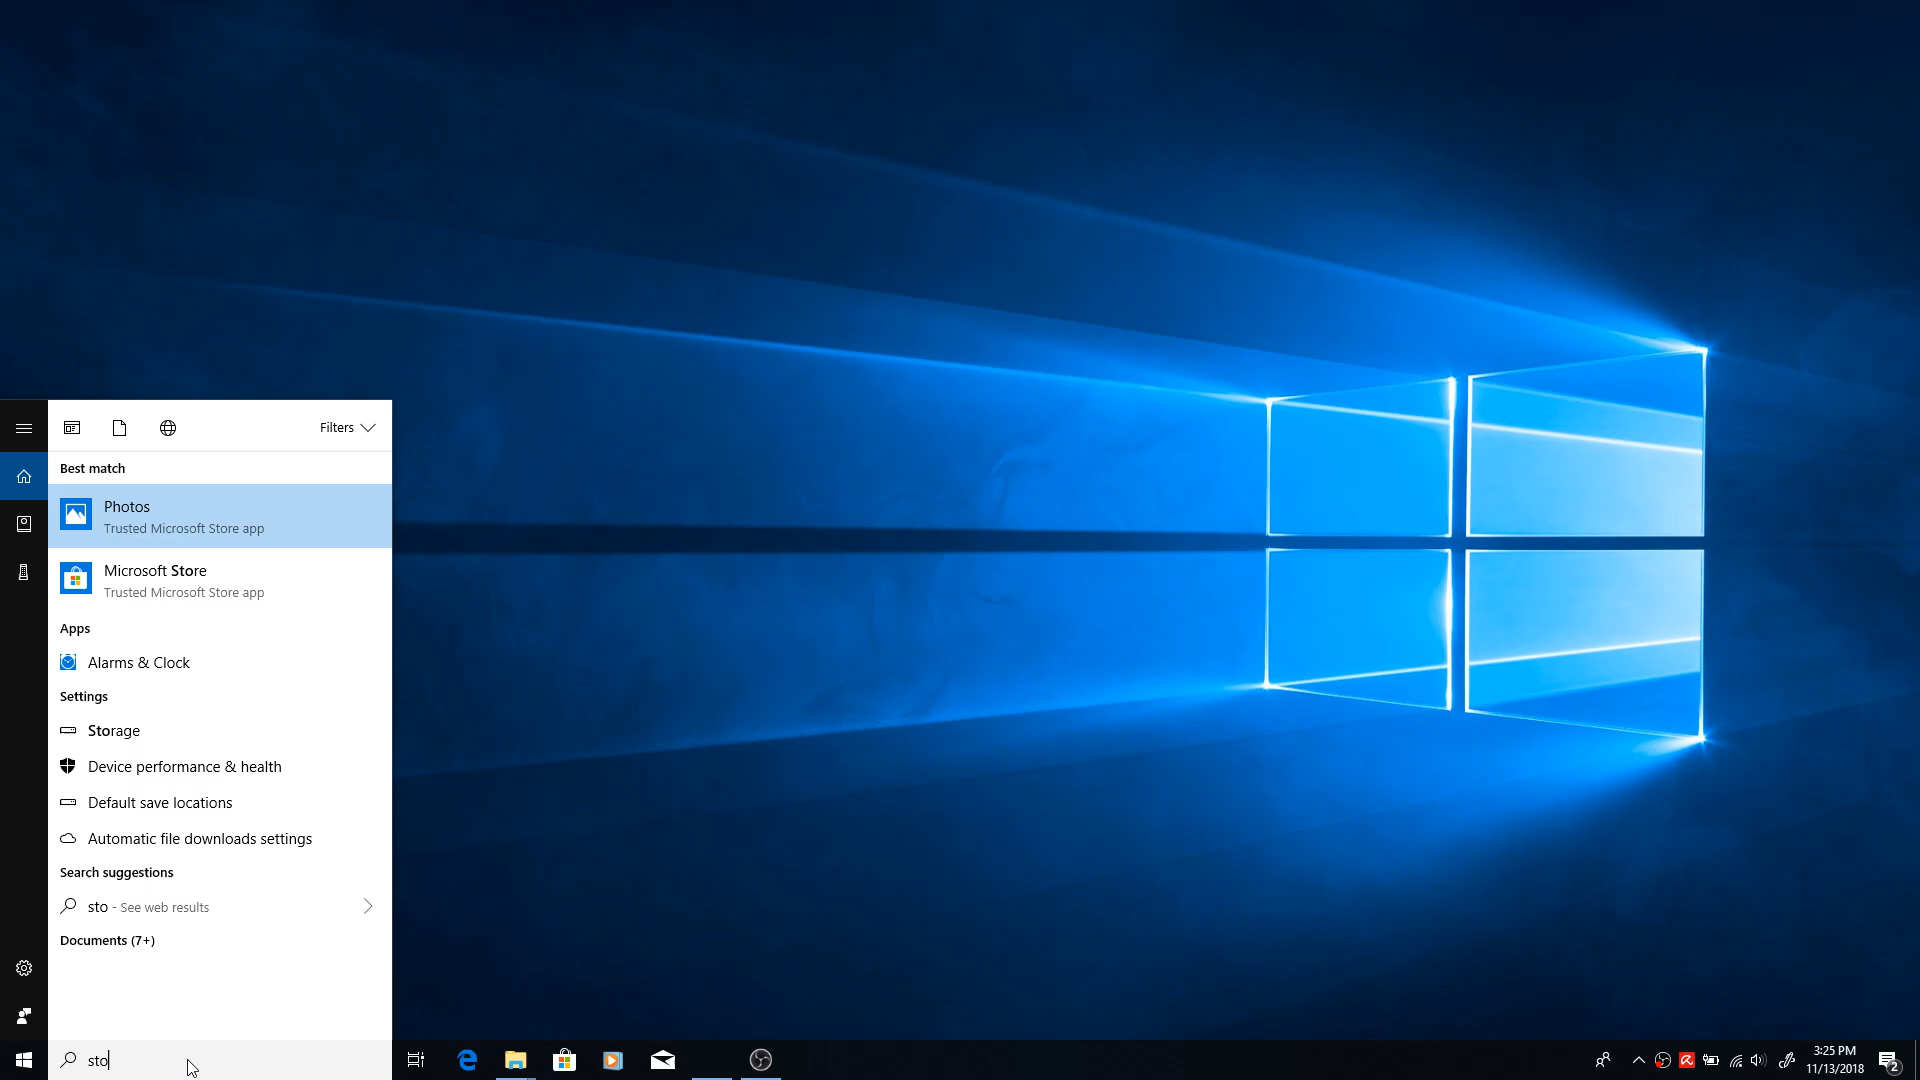 Filters
Best match
Photos
Trusted Microsoft Store app
Microsoft Store
Trusted Microsoft Store app
Apps
Alarms & Clock
Settings
Storage
Device performance & health
Default save locations
Automatic file downloads settings
Search suggestions
sto - See web results
Documents (7+)
sto
3:25 PM
11/13/2018
2